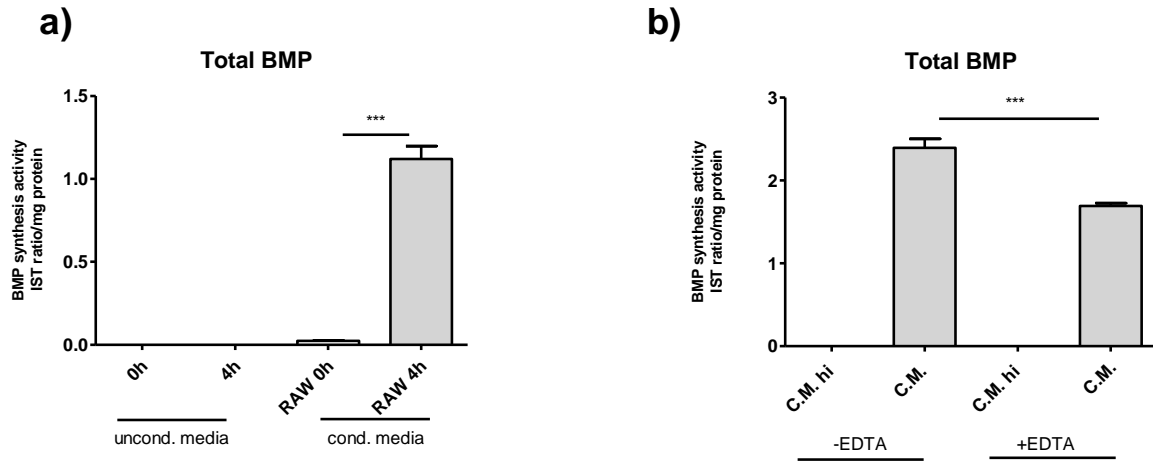 a)
Total BMP
BMP synthesis activity
IST ratio/mg protein
1.5
1.0
0.5
0.0
***
0h
4h
RAW 0h
RAW 4h
uncond. media
cond. media
b)
Total BMP
BMP synthesis activity
IST ratio/mg protein
3
2
1
0
***
C.M. hi
C.M.
C.M. hi
C.M.
-EDTA
+EDTA